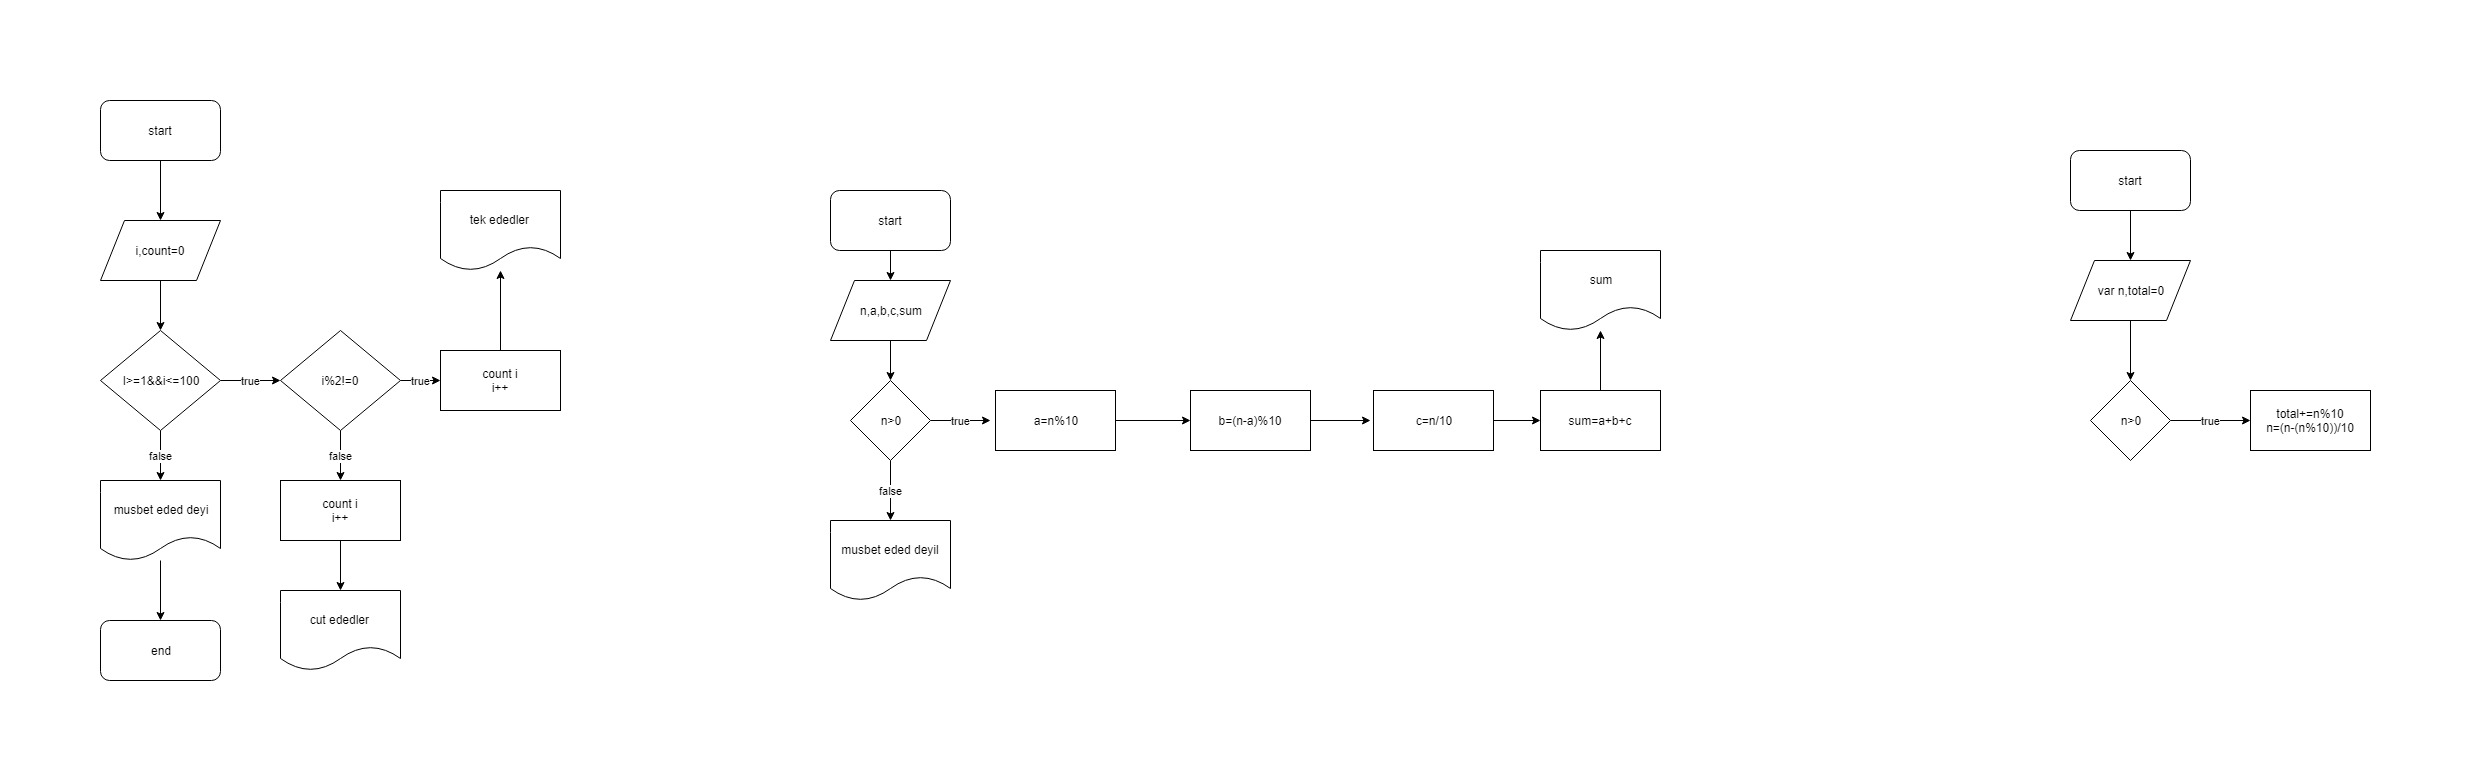 start
i,count=0
I>=1&&i<=100
true
i%2!=0
true
count i
i++
tek ededler
false
musbet eded deyi
end
false
count i
i++
cut ededler
start
n,a,b,c,sum
n>0
true
a=n%10
b=(n-a)%10
c=n/10
sum=a+b+c
sum
false
musbet eded deyil
start
var n,total=0
n>0
true
total+=n%10
n=(n-(n%10))/10